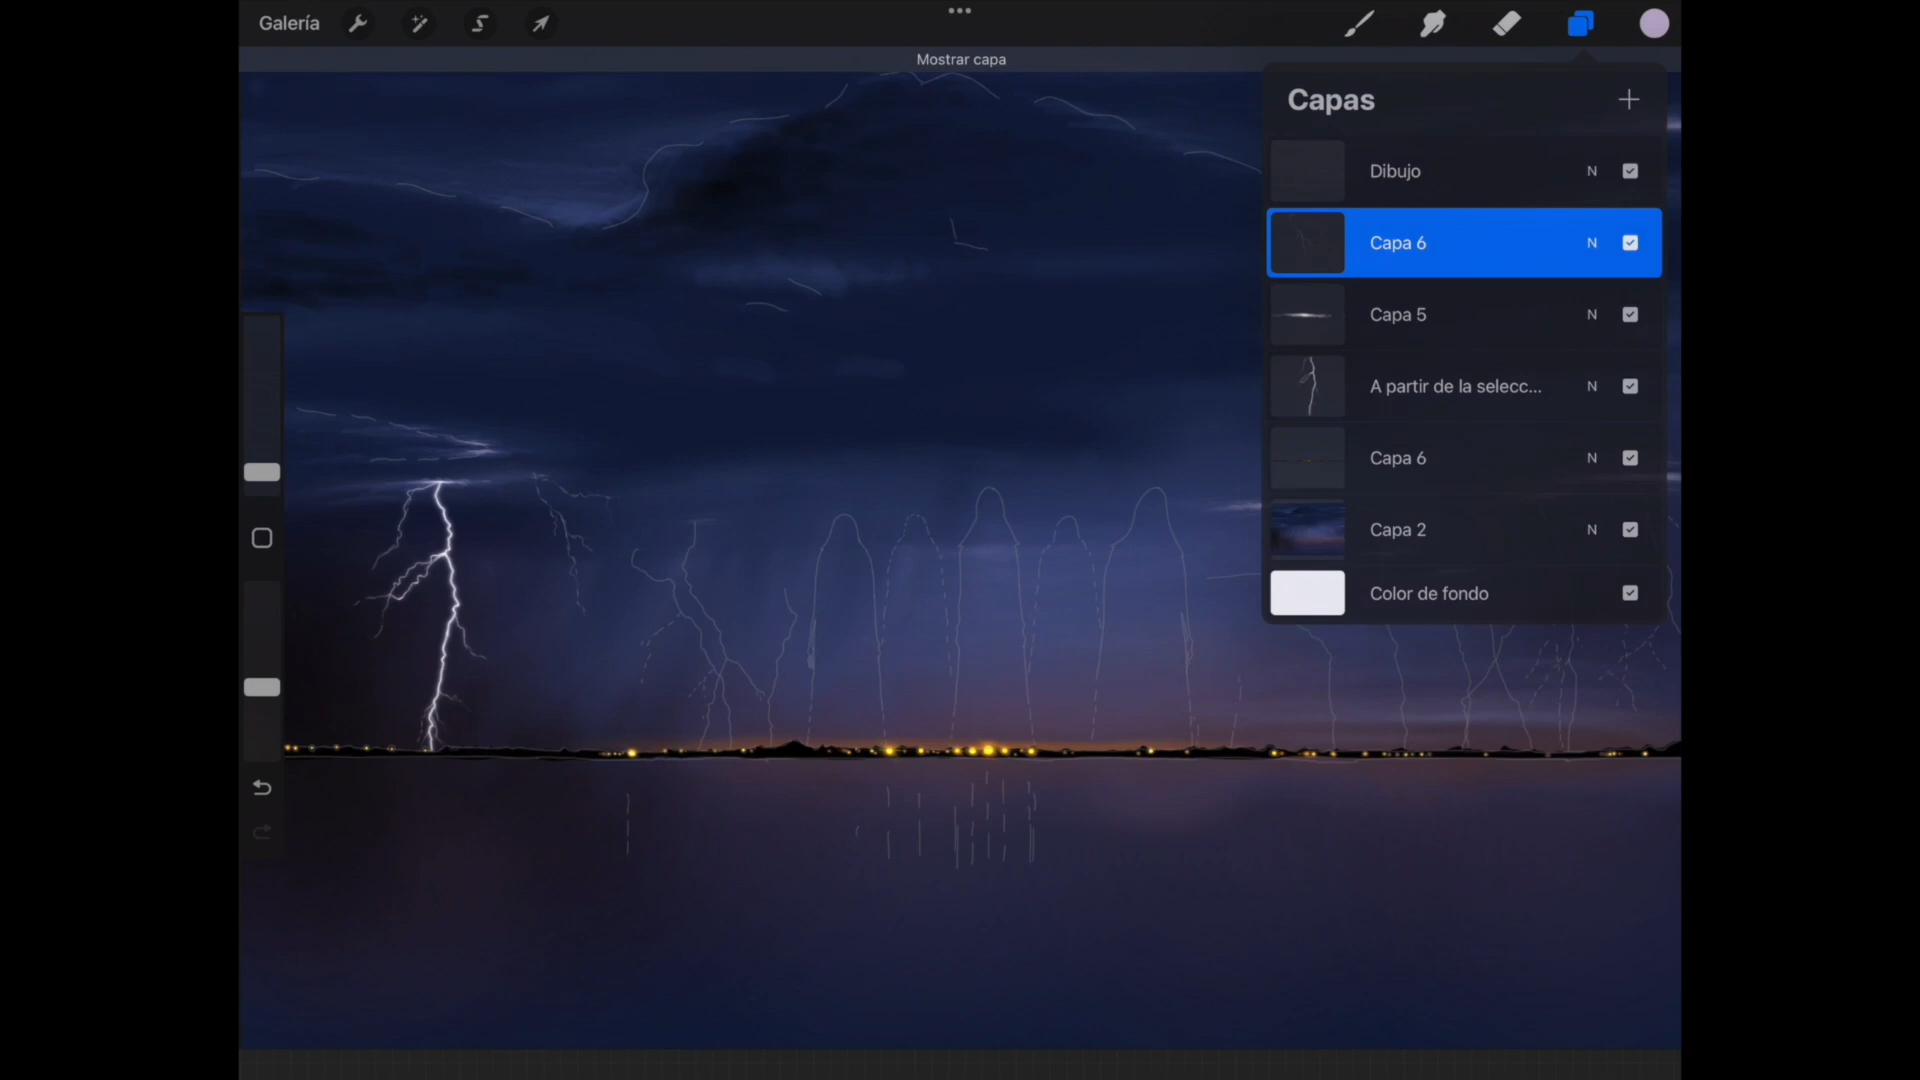 Galería
Mostrar capa
Capas
Dibujo N
Capa 6 N
Capa 5 N
A partir de la selecc... N
Capa 6 N
Capa 2 N
Color de fondo